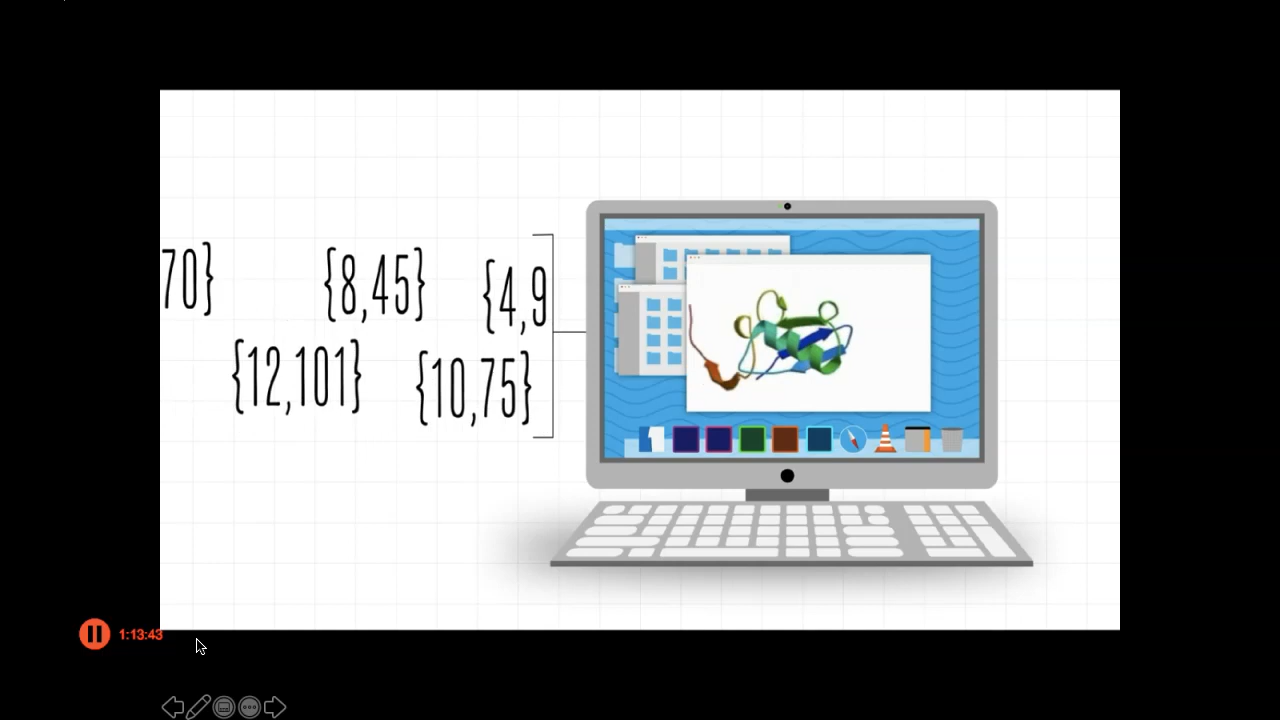 70} {8,45} {4,9
{12,101} {10,75}
1:13:43